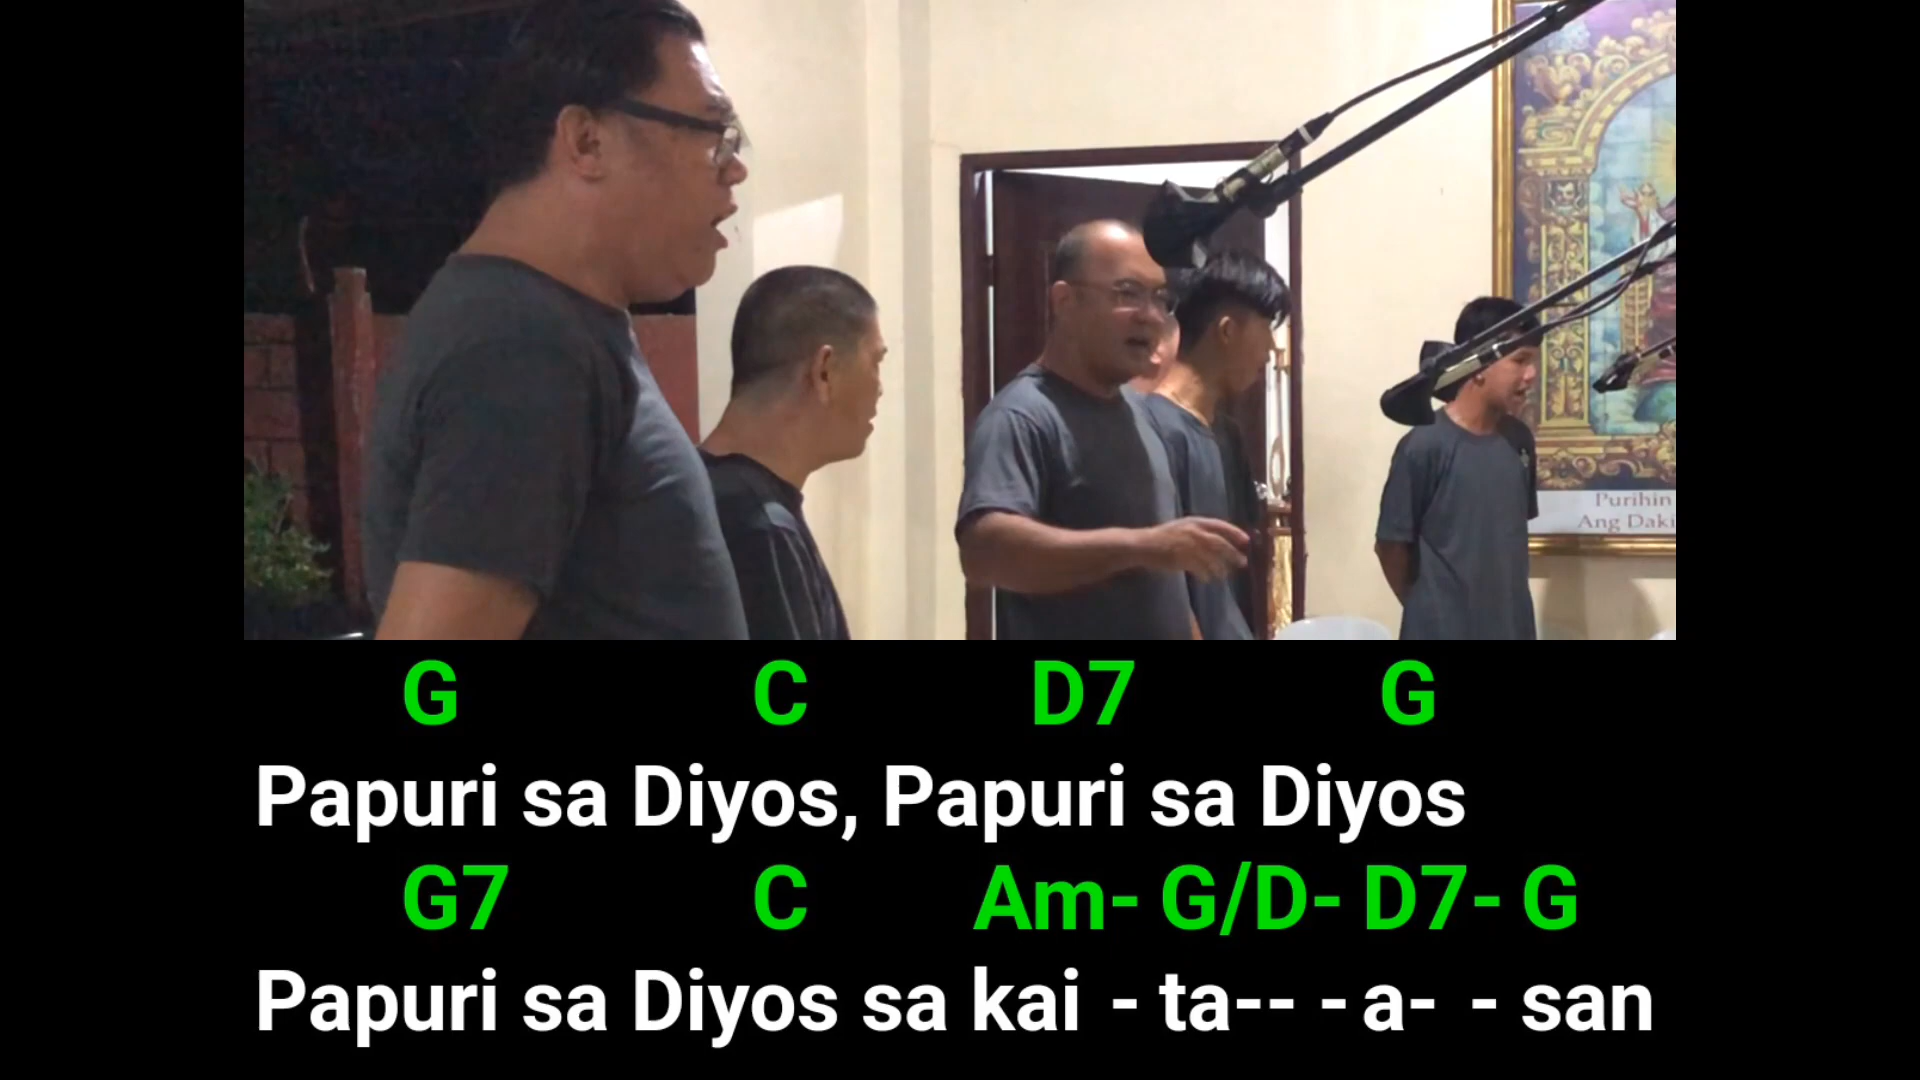 Purihin
Ang Daki
G C D7 G
Papuri sa Diyos, Papuri sa Diyos
G7 C Am- G/D- D7- G
Papuri sa Diyos sa kai - ta-- - a- - san